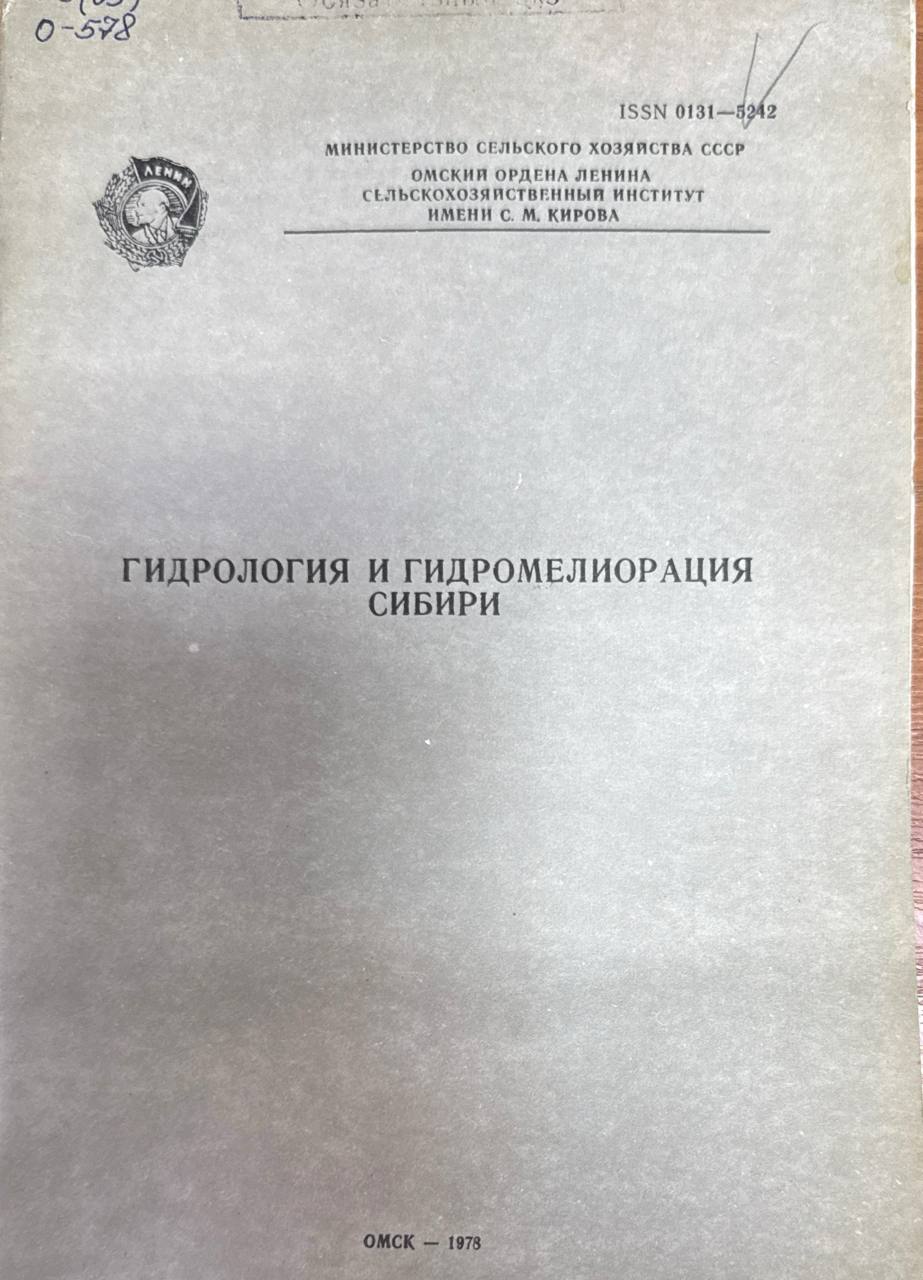 О-578
ISSN 0131—5242
МИНИСТЕРСТВО СЕЛЬСКОГО ХОЗЯЙСТВА СССР
ОМСКИЙ ОРДЕНА ЛЕНИНА
СЕЛЬСКОХОЗЯЙСТВЕННЫЙ ИНСТИТУТ
ИМЕНИ С. М. КИРОВА
ЛЕНИН
ГИДРОЛОГИЯ И ГИДРОМЕЛИОРАЦИЯ
СИБИРИ
ОМСК — 1978